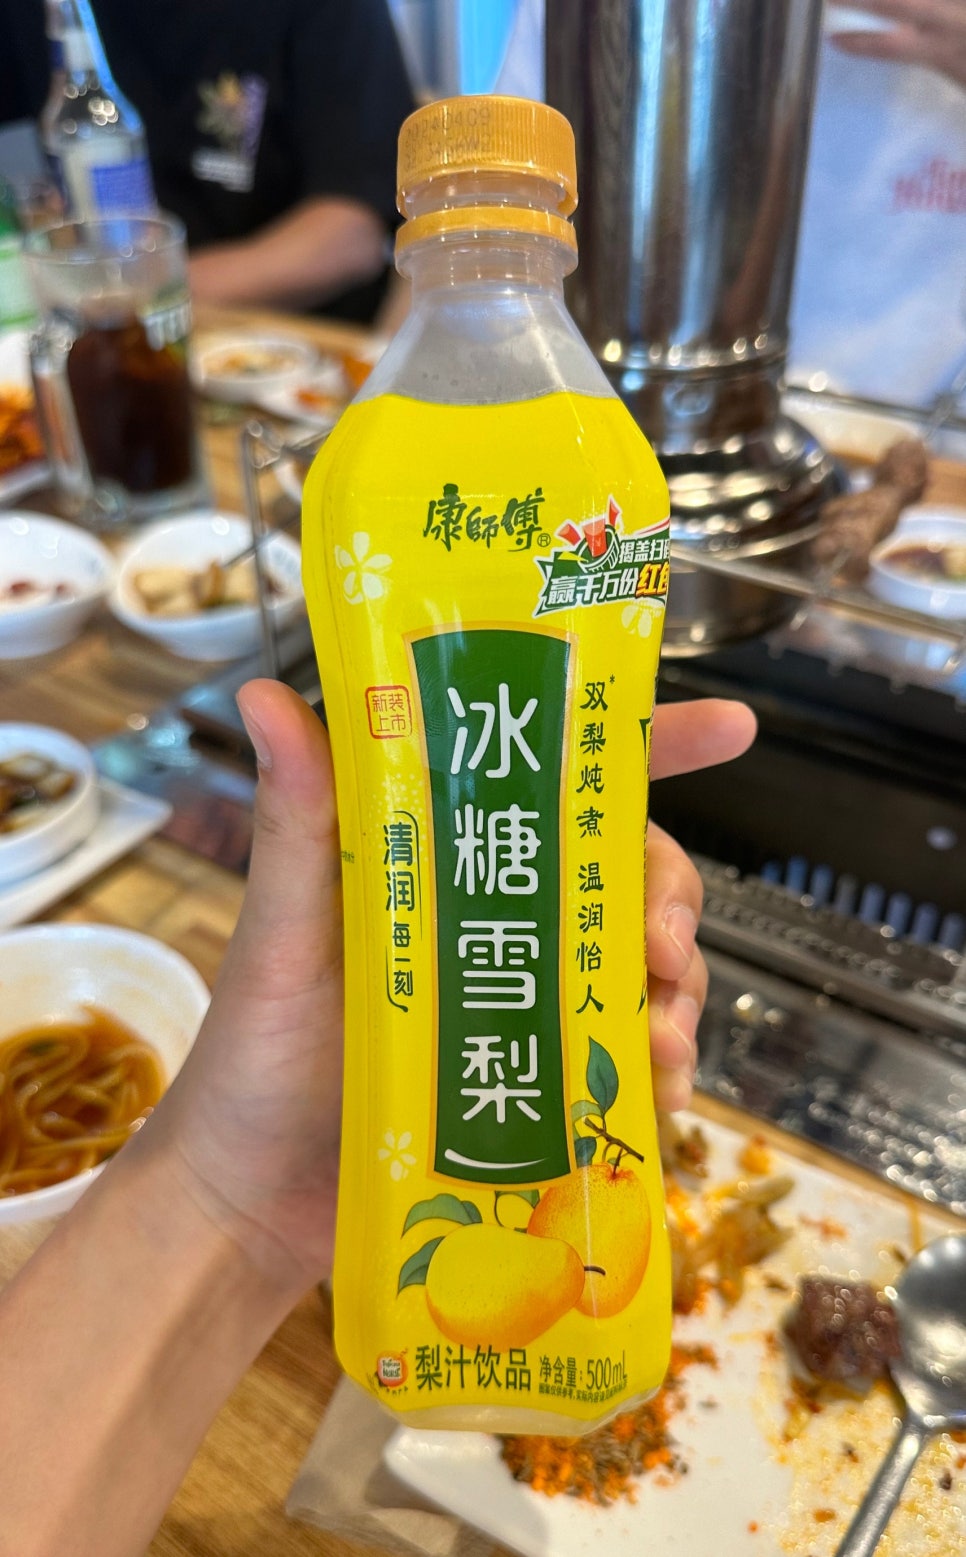 20240409
康師傅®
揭盖扫
赢千万份红包
新装
上市
冰糖雪梨
双*梨炖煮 温润怡人
清润 每一刻
梨汁饮品
净含量：500mL